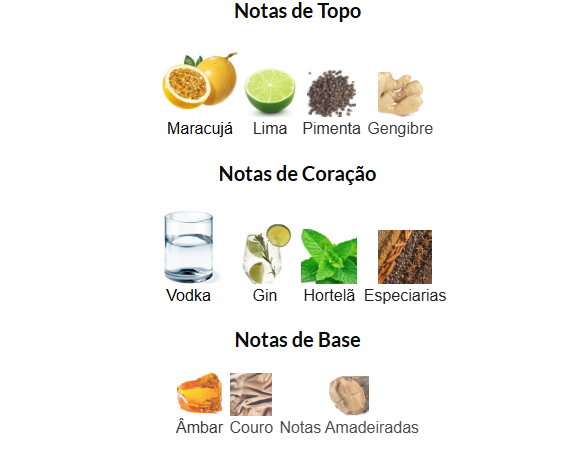 Notas de Topo
Maracujá Lima Pimenta Gengibre
Notas de Coração
Vodka Gin Hortelã Especiarias
Notas de Base
Âmbar Couro Notas Amadeiradas